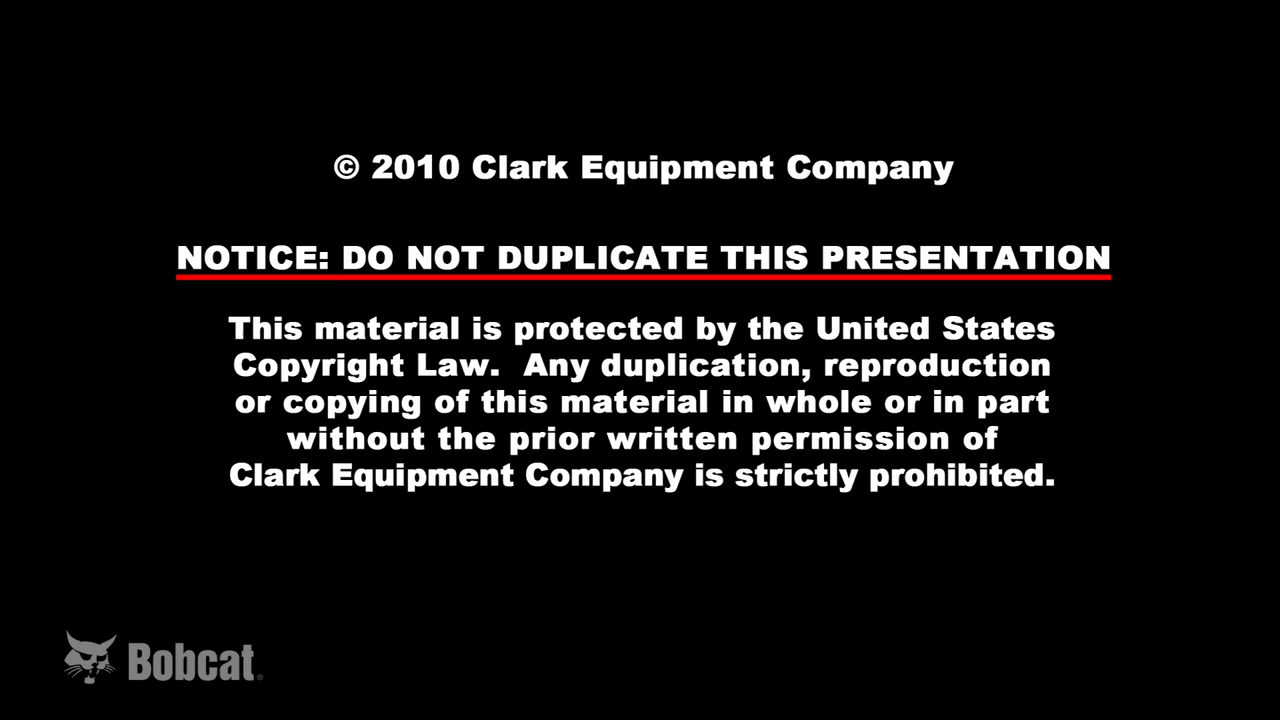 © 2010 Clark Equipment Company
NOTICE: DO NOT DUPLICATE THIS PRESENTATION
This material is protected by the United States
Copyright Law.  Any duplication, reproduction
or copying of this material in whole or in part
without the prior written permission of
Clark Equipment Company is strictly prohibited.
Bobcat®